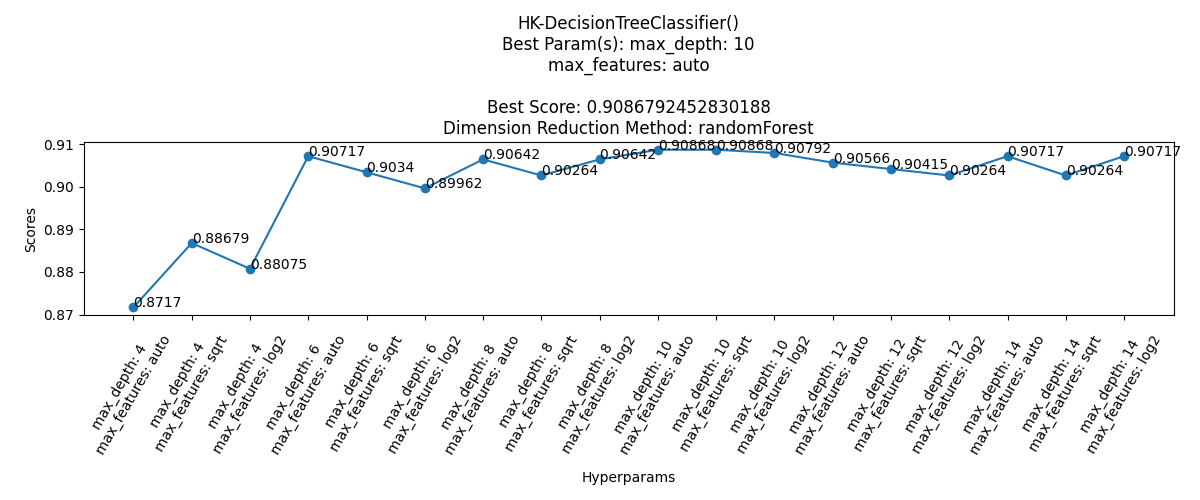 HK-DecisionTreeClassifier()
Best Param(s): max_depth: 10
max_features: auto
Best Score: 0.9086792452830188
Dimension Reduction Method: randomForest
Scores
0.91
0.90
0.89
0.88
0.87
0.8717
0.88679
0.88075
0.90717
0.9034
0.89962
0.90642
0.90264
0.90642
0.90868
0.90868
0.90792
0.90566
0.90415
0.90264
0.90717
0.90264
0.90717
max_depth: 4
max_features: auto
max_depth: 4
max_features: sqrt
max_depth: 4
max_features: log2
max_depth: 6
max_features: auto
max_depth: 6
max_features: sqrt
max_depth: 6
max_features: log2
max_depth: 8
max_features: auto
max_depth: 8
max_features: sqrt
max_depth: 8
max_features: log2
max_depth: 10
max_features: auto
max_depth: 10
max_features: sqrt
max_depth: 10
max_features: log2
max_depth: 12
max_features: auto
max_depth: 12
max_features: sqrt
max_depth: 12
max_features: log2
max_depth: 14
max_features: auto
max_depth: 14
max_features: sqrt
max_depth: 14
max_features: log2
Hyperparams